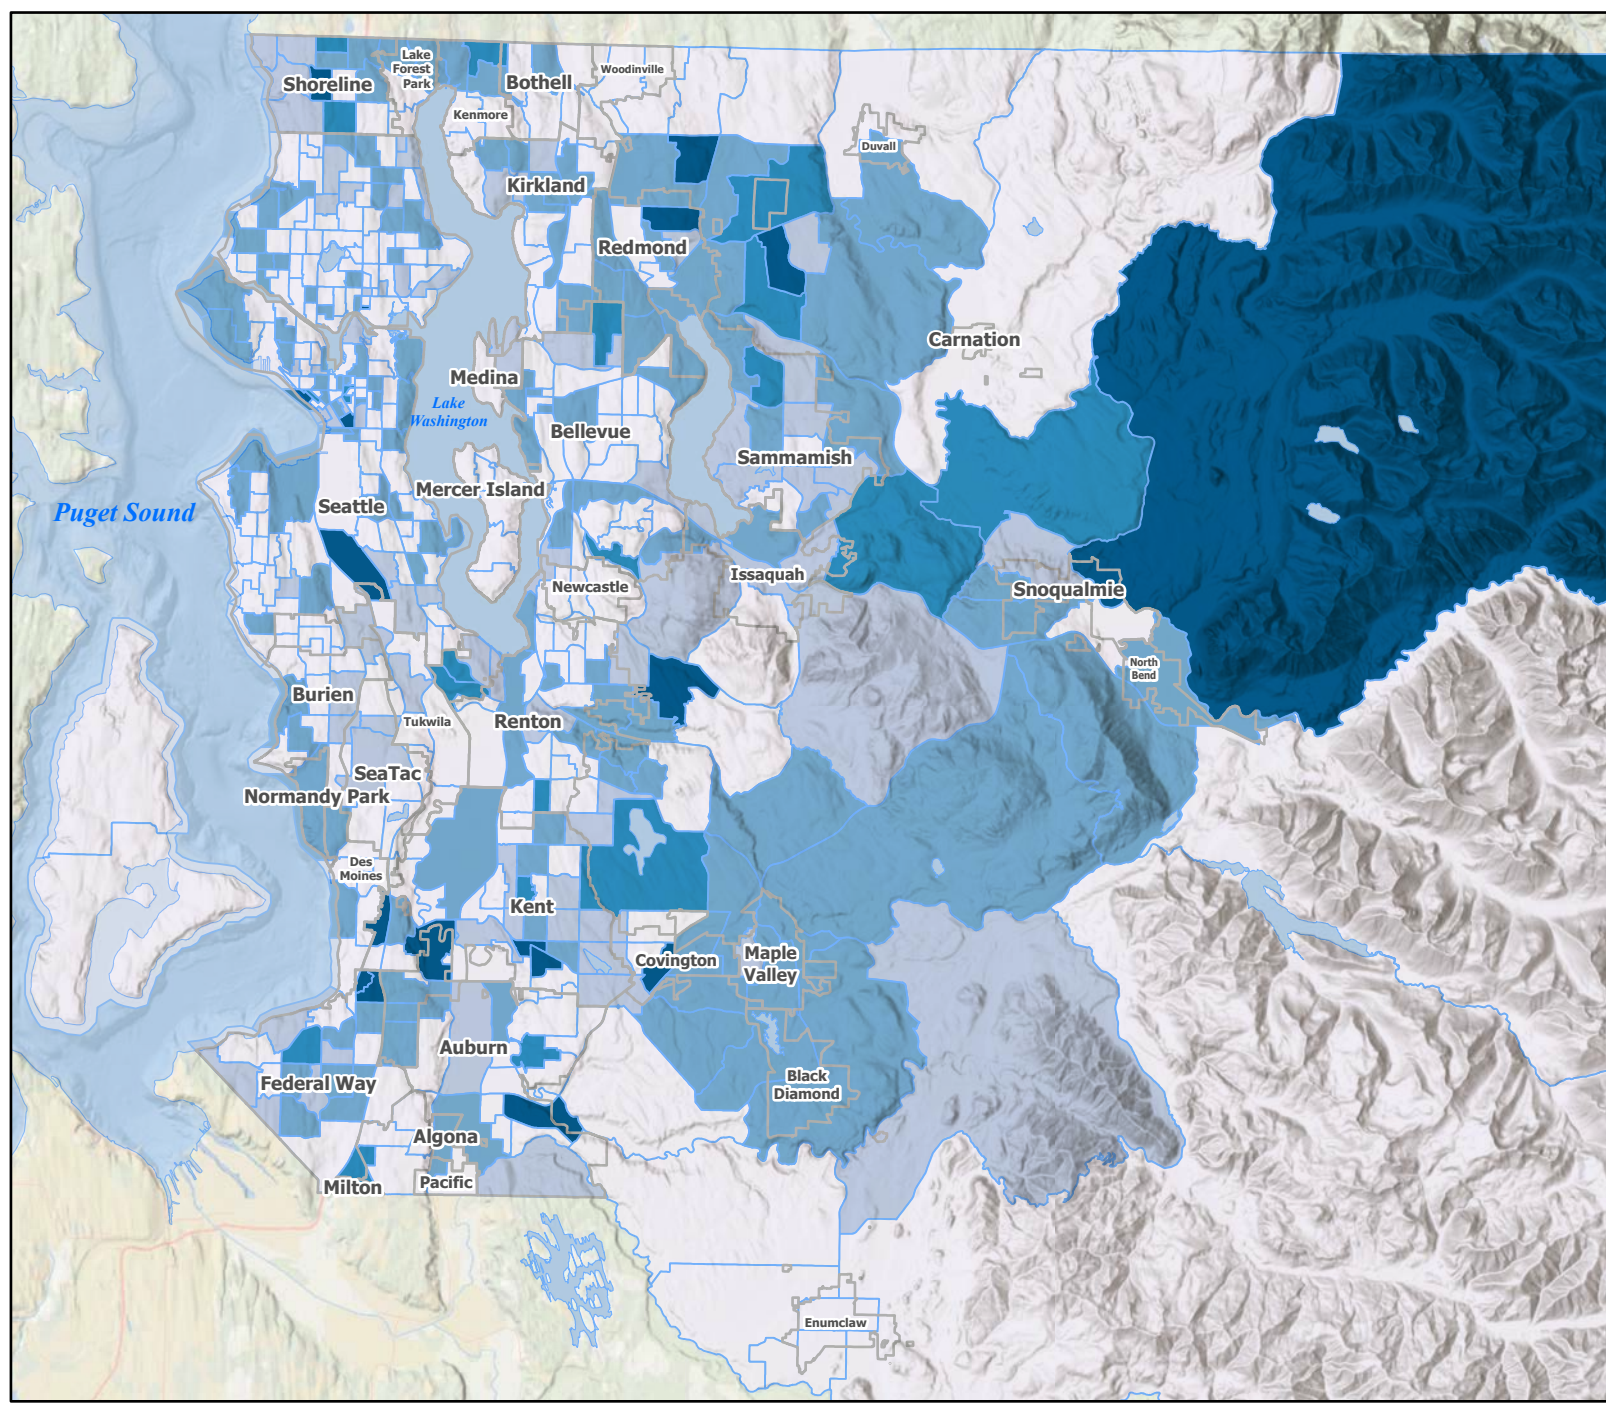 Shoreline
Lake
Forest
Park
Bothell
Woodinville
Kenmore
Duvall
Kirkland
Redmond
Carnation
Medina
Lake
Washington
Bellevue
Sammamish
Mercer Island
Seattle
Puget Sound
Issaquah
Newcastle
Snoqualmie
North
Bend
Burien
Tukwila
Renton
SeaTac
Normandy Park
Des
Moines
Kent
Covington
Maple
Valley
Auburn
Federal Way
Black
Diamond
Algona
Milton
Pacific
Enumclaw